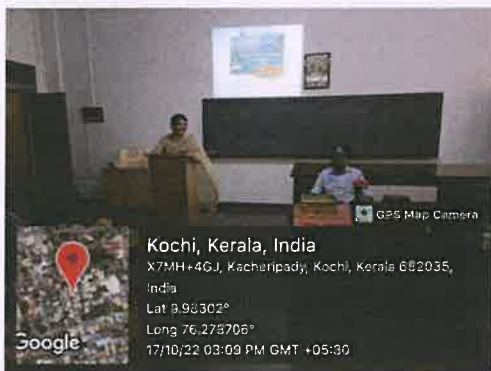 GPS Map Camera
Kochi, Kerala, India
X7MH+4GJ, Kacheripady, Kochi, Kerala 682035,
India
Lat 9.98302°
Long 76.278706°
17/10/22 03:09 PM GMT +05:30
Google